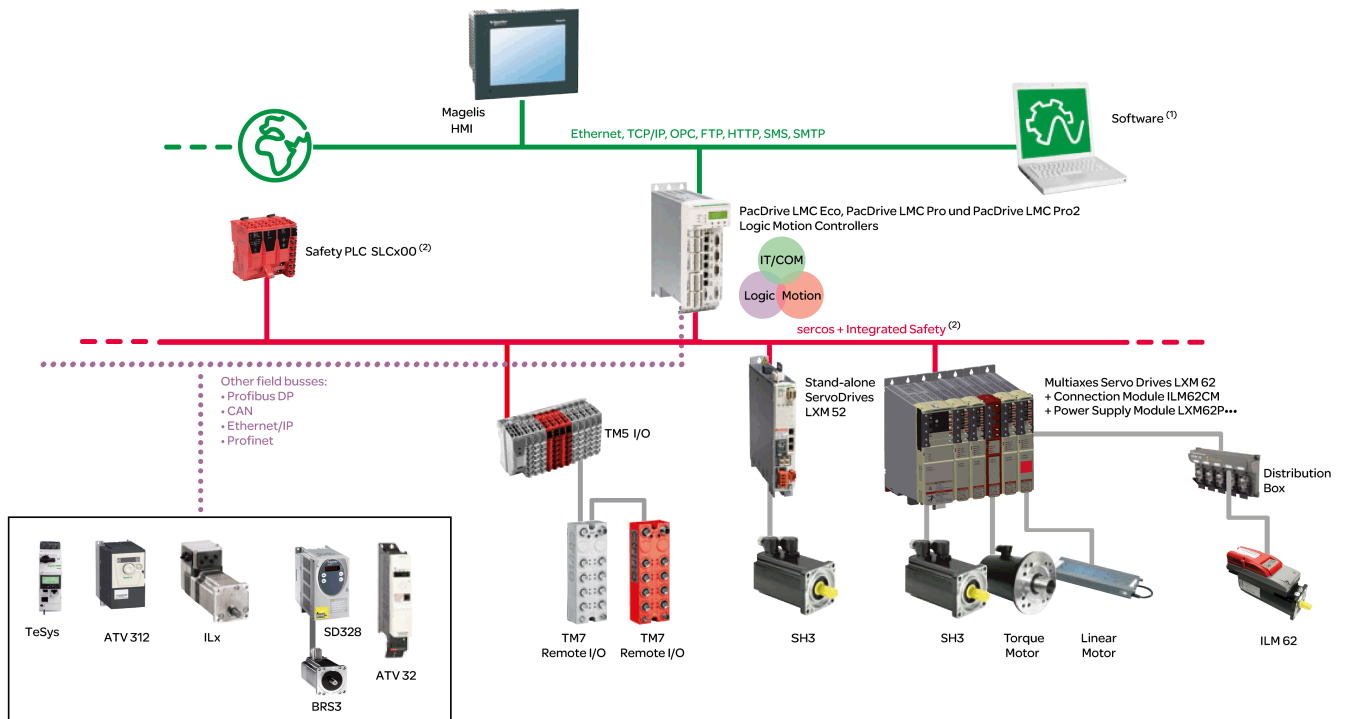 Magelis
HMI
Ethernet, TCP/IP, OPC, FTP, HTTP, SMS, SMTP
Software (1)
PacDrive LMC Eco, PacDrive LMC Pro und PacDrive LMC Pro2
Logic Motion Controllers
Safety PLC SLCx00 (2)
IT/COM
Logic
Motion
sercos + Integrated Safety (2)
Other field busses:
• Profibus DP
• CAN
• Ethernet/IP
• Profinet
Stand-alone
ServoDrives
LXM 52
Multiaxes Servo Drives LXM 62
+ Connection Module ILM62CM
+ Power Supply Module LXM62P•••
TM5 I/O
Distribution
Box
TeSys
ATV 312
ILx
SD328
ATV 32
BRS3
TM7
Remote I/O
TM7
Remote I/O
SH3
SH3
Torque
Motor
Linear
Motor
ILM 62